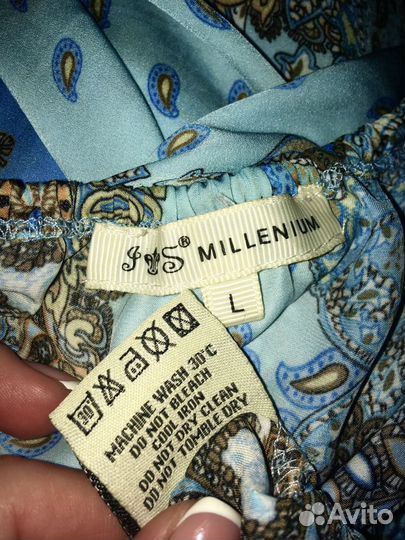 J&S® MILLENIUM
L
30
MACHINE WASH 30°C
DO NOT BLEACH
COOL IRON
DO NOT DRY CLEAN
DO NOT TUMBLE DRY
Avito